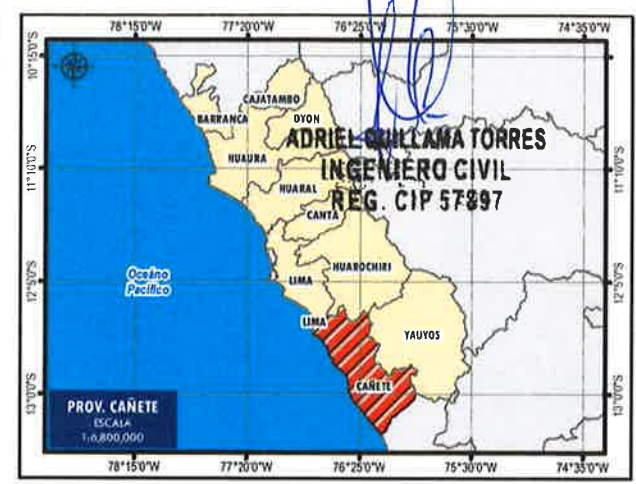 78°15'0"W 77°20'0"W 76°25'0"W 75°30'0"W 74°35'0"W
10°15'0"S
CAJATAMBO
BARRANCA
OYON
ADRIEL QUILLAMA TORRES
HUAURA
INGENIERO CIVIL
11°10'0"S
11°10'0"S
HUARAL
REG. CIP 57897
CANTA
Océano
Pacífico
HUAROCHIRI
LIMA
12°5'0"S
12°5'0"S
LIMA
YAUYOS
CAÑETE
13°0'0"S
13°0'0"S
PROV. CAÑETE
ESCALA
1:6,800,000
78°15'0"W 77°20'0"W 76°25'0"W 75°30'0"W 74°35'0"W